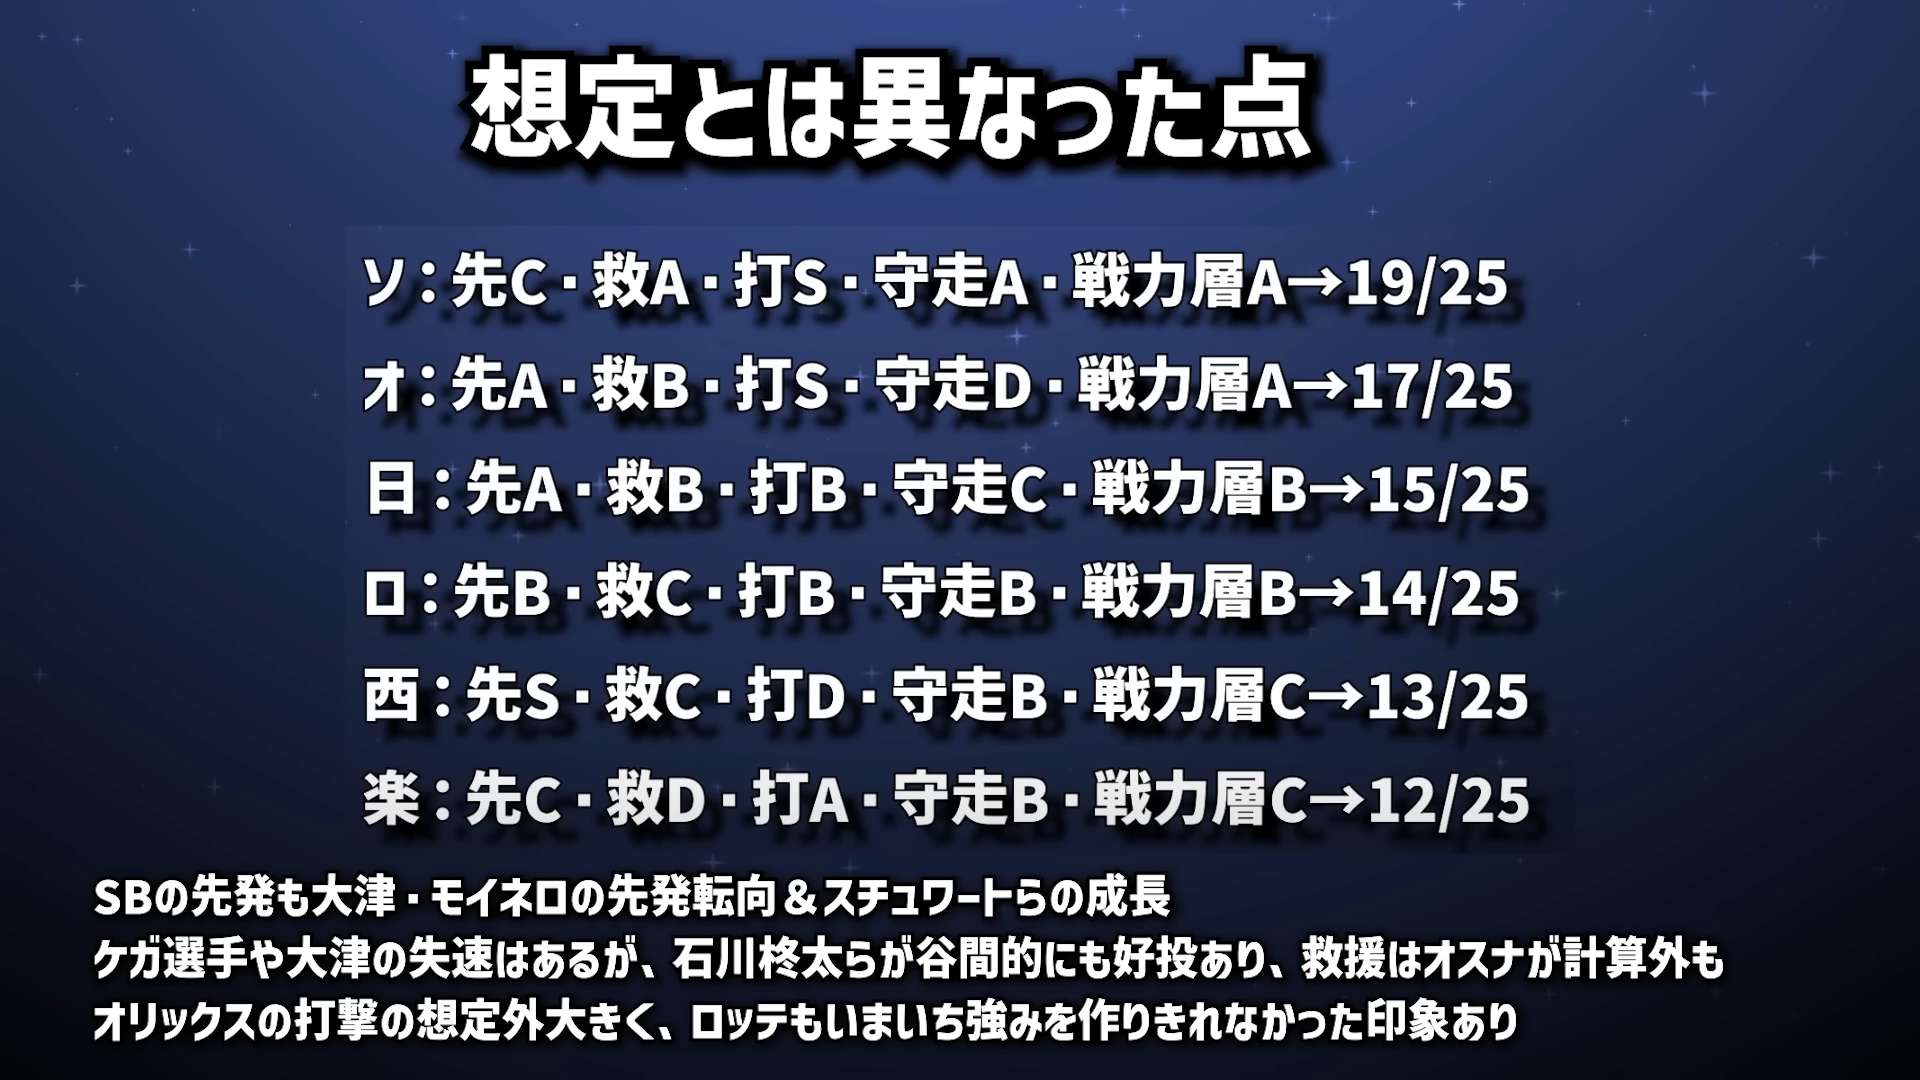 想定とは異なった点
ソ：先C・救A・打S・守走A・戦力層A→19/25
オ：先A・救B・打S・守走D・戦力層A→17/25
日：先A・救B・打B・守走C・戦力層B→15/25
ロ：先B・救C・打B・守走B・戦力層B→14/25
西：先S・救C・打D・守走B・戦力層C→13/25
楽：先C・救D・打A・守走B・戦力層C→12/25
SBの先発も大津・モイネロの先発転向＆スチュワートらの成長
ケガ選手や大津の失速はあるが、石川柊太らが谷間的にも好投あり、救援はオスナが計算外も
オリックスの打撃の想定外大きく、ロッテもいまいち強みを作りきれなかった印象あり